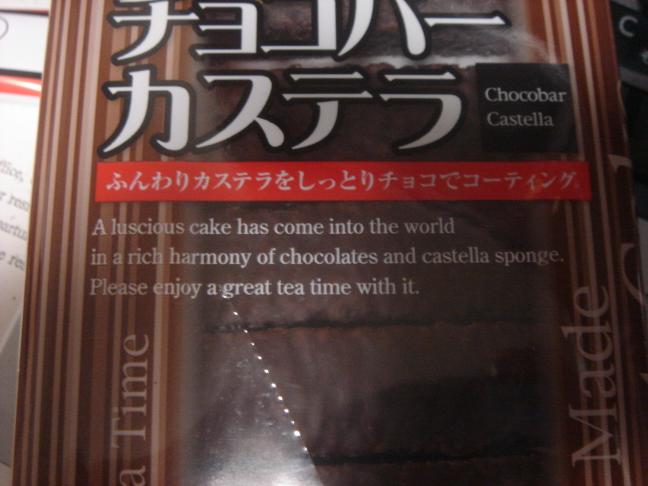 チョコバー
カステラ
Chocobar
Castella
ふんわりカステラをしっとりチョコでコーティング。
A luscious cake has come into the world
in a rich harmony of chocolates and castella sponge.
Please enjoy a great tea time with it.
a Time
Made
C